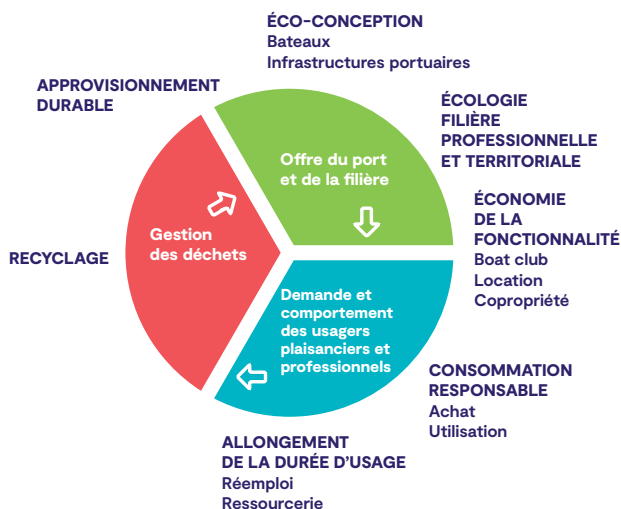 ÉCO-CONCEPTION
Bateaux
Infrastructures portuaires
APPROVISIONNEMENT
DURABLE
ÉCOLOGIE
FILIÈRE
PROFESSIONNELLE
ET TERRITORIALE
Offre du port
et de la filière
ÉCONOMIE
DE LA
FONCTIONNALITÉ
Boat club
Location
Copropriété
Gestion
des déchets
RECYCLAGE
Demande et
comportement
des usagers
plaisanciers et
professionnels
CONSOMMATION
RESPONSABLE
Achat
Utilisation
ALLONGEMENT
DE LA DURÉE D'USAGE
Réemploi
Ressourcerie